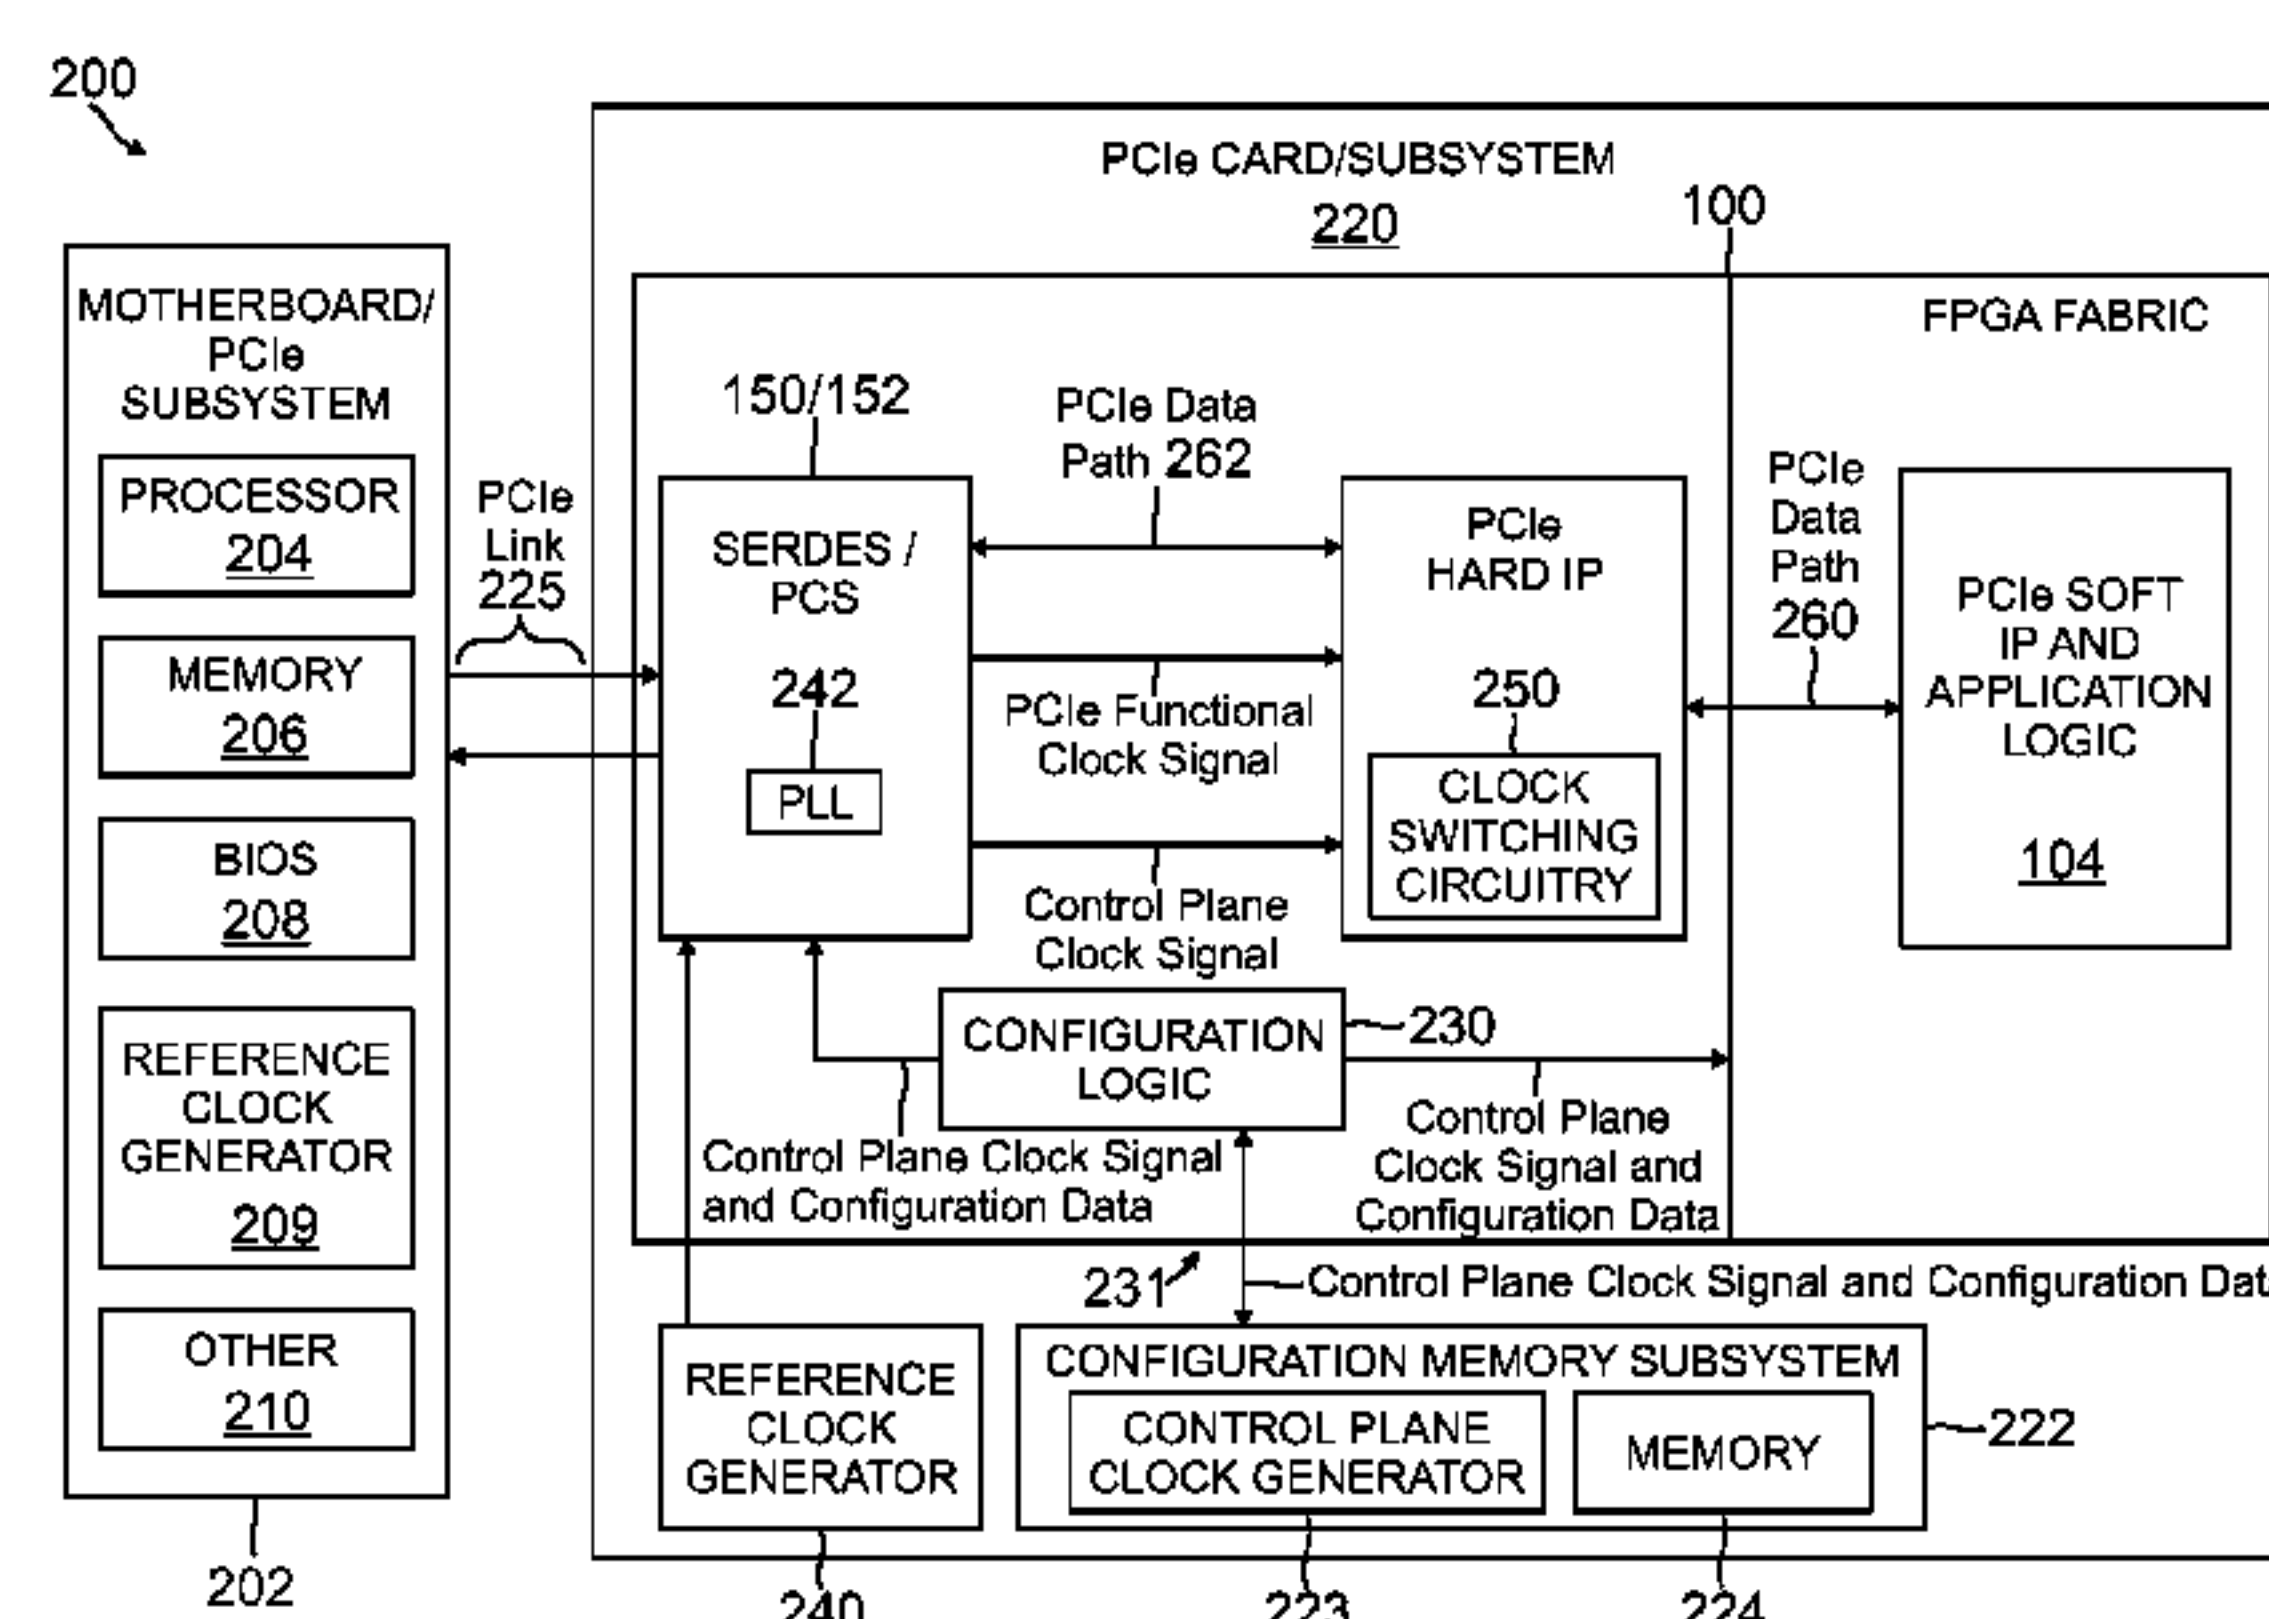 200
PCIe CARD/SUBSYSTEM
220
100
MOTHERBOARD/
PCIe
SUBSYSTEM
PROCESSOR
204
MEMORY
206
BIOS
208
REFERENCE
CLOCK
GENERATOR
209
OTHER
210
202
PCIe
Link
225
150/152
SERDES /
PCS
242
PLL
PCIe Data
Path 262
PCIe Functional
Clock Signal
Control Plane
Clock Signal
PCIe
HARD IP
250
CLOCK
SWITCHING
CIRCUITRY
FPGA FABRIC
PCIe
Data
Path
260
PCIe SOFT
IP AND
APPLICATION
LOGIC
104
CONFIGURATION
LOGIC
230
Control Plane Clock Signal
and Configuration Data
Control Plane
Clock Signal and
Configuration Data
231
Control Plane Clock Signal and Configuration Dat
REFERENCE
CLOCK
GENERATOR
240
CONFIGURATION MEMORY SUBSYSTEM
CONTROL PLANE
CLOCK GENERATOR
MEMORY
222
223
224